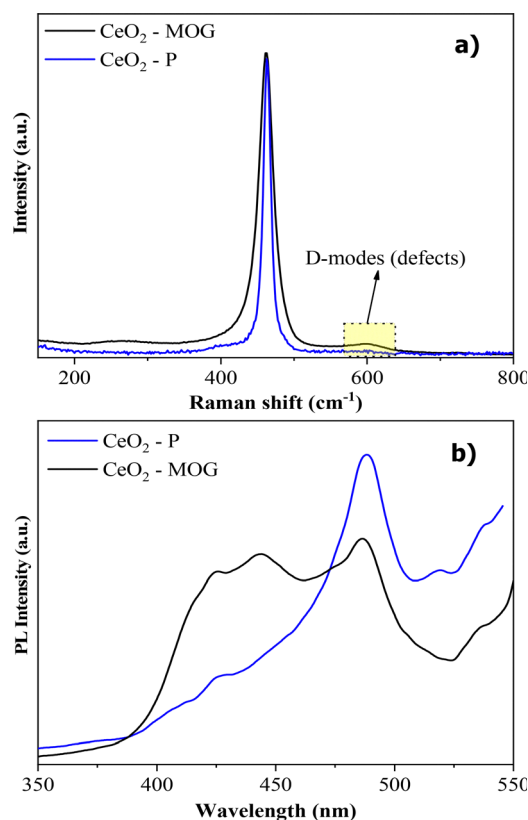 CeO₂ - MOG
CeO₂ - P
a)
D-modes (defects)
Intensity (a.u.)
200 400 600 800
Raman shift (cm⁻¹)
CeO₂ - P
CeO₂ - MOG
b)
PL Intensity (a.u.)
350 400 450 500 550
Wavelength (nm)